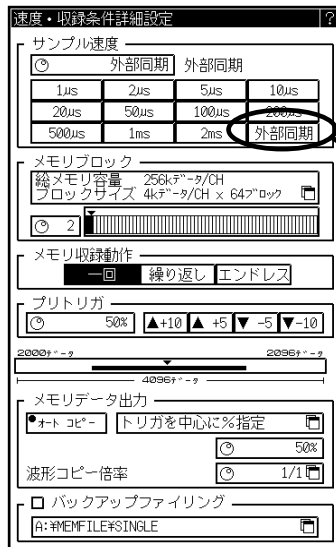 速度・収録条件詳細設定 ?
サンプル速度
外部同期 外部同期
1μs 2μs 5μs 10μs
20μs 50μs 100μs 200μs
500μs 1ms 2ms 外部同期
メモリブロック
総メモリ容量 256kデータ/CH
ブロックサイズ 4kデータ/CH x 64ブロック
2
メモリ収録動作
一回 繰り返し エンドレス
プリトリガ
50% ▲+10 ▲ +5 ▼ -5 ▼-10
2000データ 2096データ
4096データ
メモリデータ出力
オート コピー トリガを中心に%指定
50%
波形コピー倍率 1/1
バックアップファイリング
A:¥MEMFILE¥SINGLE